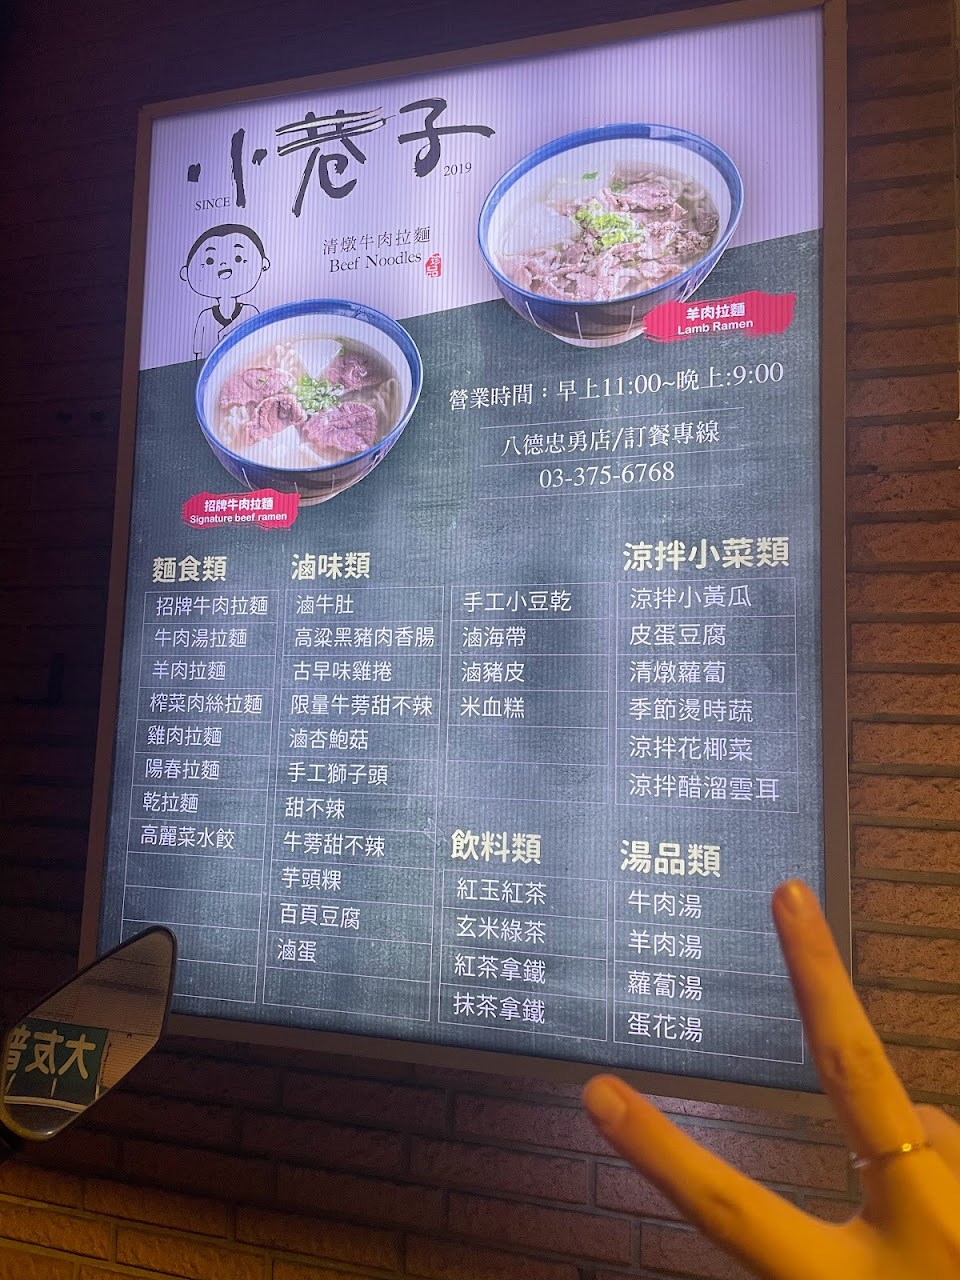 小巷子
SINCE 2019
清燉牛肉拉麵
Beef Noodles
珍品
羊肉拉麵
Lamb Ramen
招牌牛肉拉麵
Signature beef ramen
營業時間：早上11:00~晚上:9:00
八德忠勇店/訂餐專線
03-375-6768
麵食類
招牌牛肉拉麵
牛肉湯拉麵
羊肉拉麵
榨菜肉絲拉麵
雞肉拉麵
陽春拉麵
乾拉麵
高麗菜水餃
滷味類
滷牛肚
高粱黑豬肉香腸
古早味雞捲
限量牛蒡甜不辣
滷杏鮑菇
手工獅子頭
甜不辣
牛蒡甜不辣
芋頭粿
百頁豆腐
滷蛋
手工小豆乾
滷海帶
滷豬皮
米血糕
涼拌小菜類
涼拌小黃瓜
皮蛋豆腐
清燉蘿蔔
季節燙時蔬
涼拌花椰菜
涼拌醋溜雲耳
飲料類
紅玉紅茶
玄米綠茶
紅茶拿鐵
抹茶拿鐵
湯品類
牛肉湯
羊肉湯
蘿蔔湯
蛋花湯
大友普